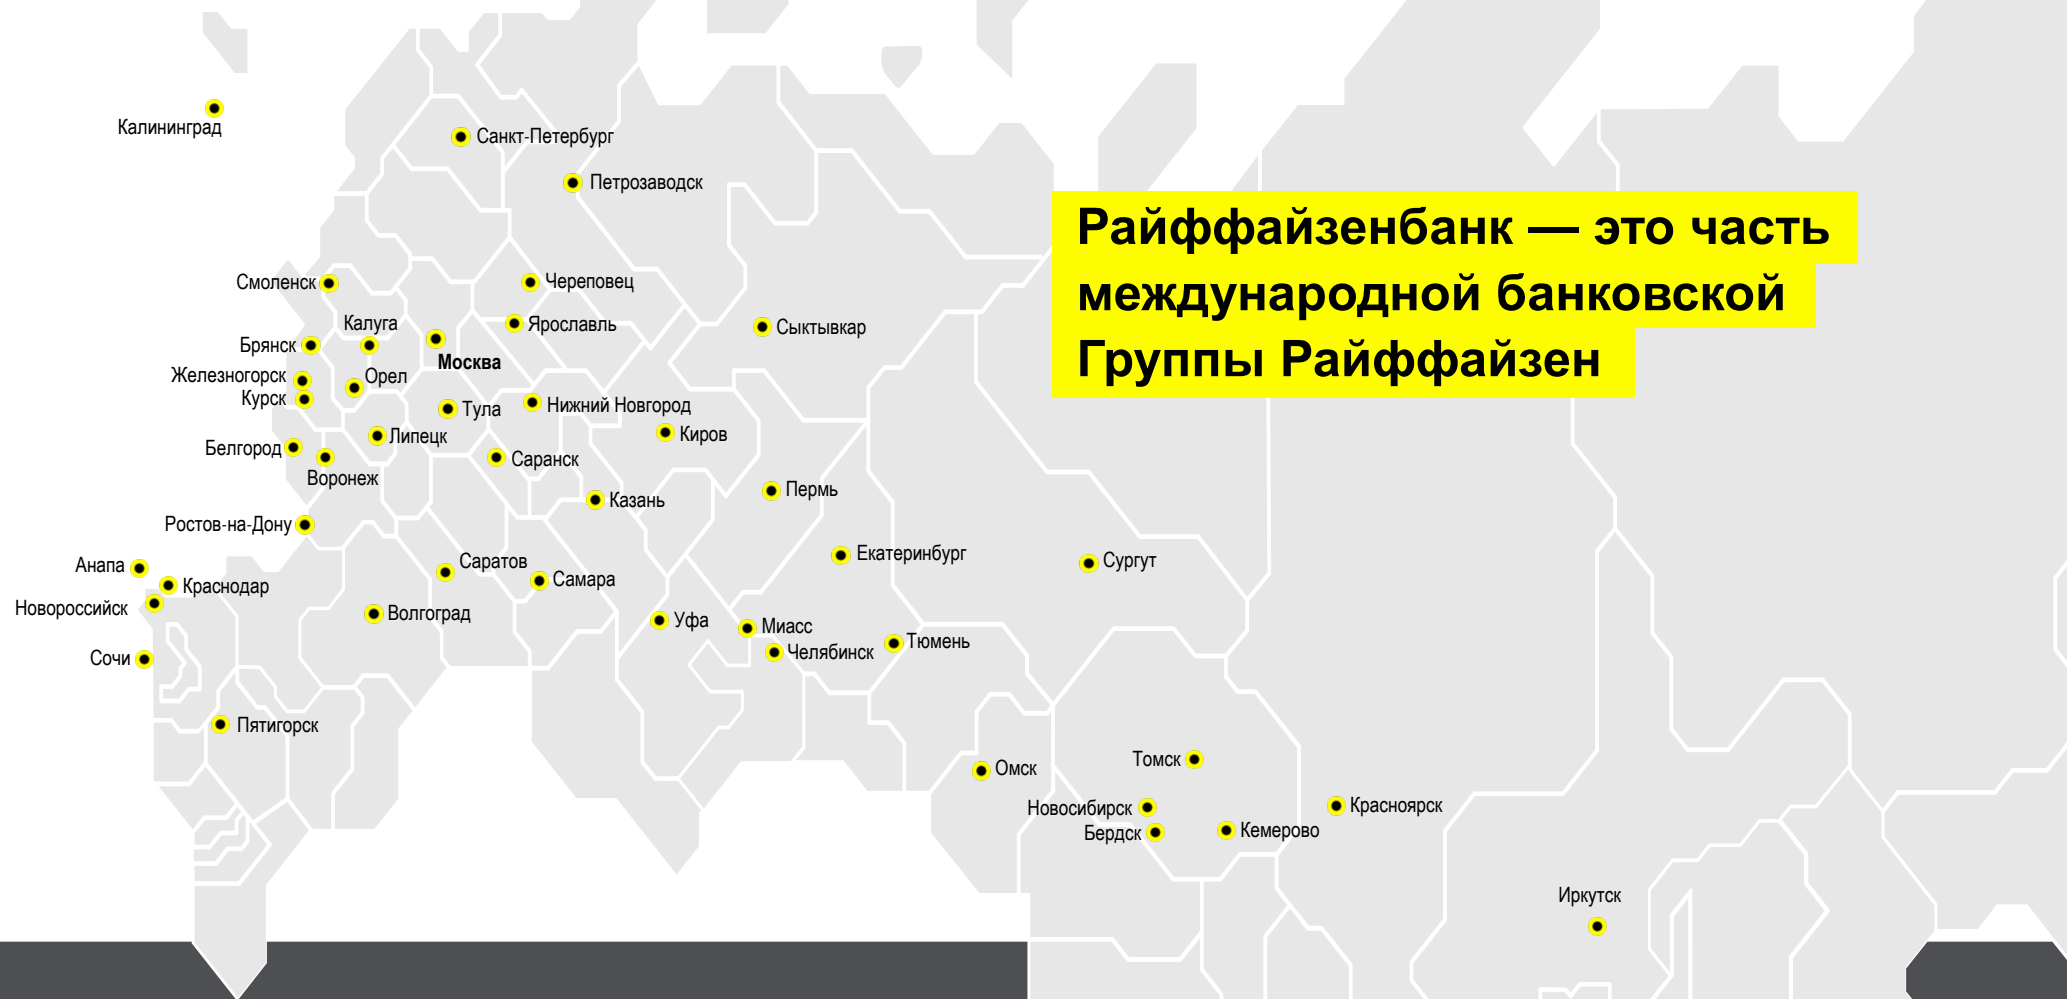 Калининград
Санкт-Петербург
Петрозаводск
Райффайзенбанк — это часть
международной банковской
Группы Райффайзен
Смоленск
Череповец
Калуга
Ярославль
Сыктывкар
Брянск
Москва
Железногорск
Орел
Курск
Тула
Нижний Новгород
Липецк
Киров
Белгород
Саранск
Воронеж
Пермь
Казань
Ростов-на-Дону
Екатеринбург
Анапа
Саратов
Сургут
Краснодар
Самара
Новороссийск
Волгоград
Уфа
Миасс
Тюмень
Сочи
Челябинск
Пятигорск
Томск
Омск
Новосибирск
Красноярск
Бердск
Кемерово
Иркутск